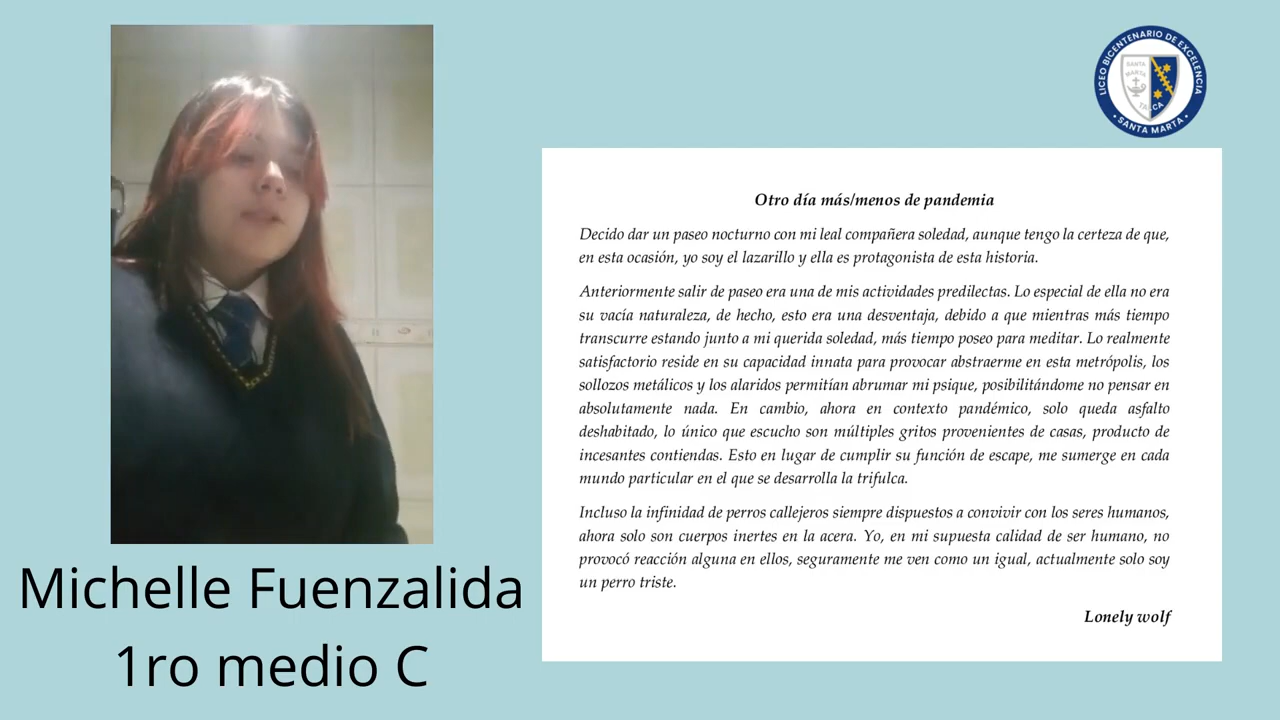 LICEO BICENTENARIO DE EXCELENCIA
SANTA
MARTA
TALCA
• SANTA MARTA •
Otro día más/menos de pandemia
Decido dar un paseo nocturno con mi leal compañera soledad, aunque tengo la certeza de que,
en esta ocasión, yo soy el lazarillo y ella es protagonista de esta historia.
Anteriormente salir de paseo era una de mis actividades predilectas. Lo especial de ella no era
su vacía naturaleza, de hecho, esto era una desventaja, debido a que mientras más tiempo
transcurre estando junto a mi querida soledad, más tiempo poseo para meditar. Lo realmente
satisfactorio reside en su capacidad innata para provocar abstraerme en esta metrópolis, los
sollozos metálicos y los alaridos permitían abrumar mi psique, posibilitándome no pensar en
absolutamente nada. En cambio, ahora en contexto pandémico, solo queda asfalto
deshabitado, lo único que escucho son múltiples gritos provenientes de casas, producto de
incesantes contiendas. Esto en lugar de cumplir su función de escape, me sumerge en cada
mundo particular en el que se desarrolla la trifulca.
Incluso la infinidad de perros callejeros siempre dispuestos a convivir con los seres humanos,
ahora solo son cuerpos inertes en la acera. Yo, en mi supuesta calidad de ser humano, no
provocó reacción alguna en ellos, seguramente me ven como un igual, actualmente solo soy
un perro triste.
Lonely wolf
Michelle Fuenzalida
1ro medio C